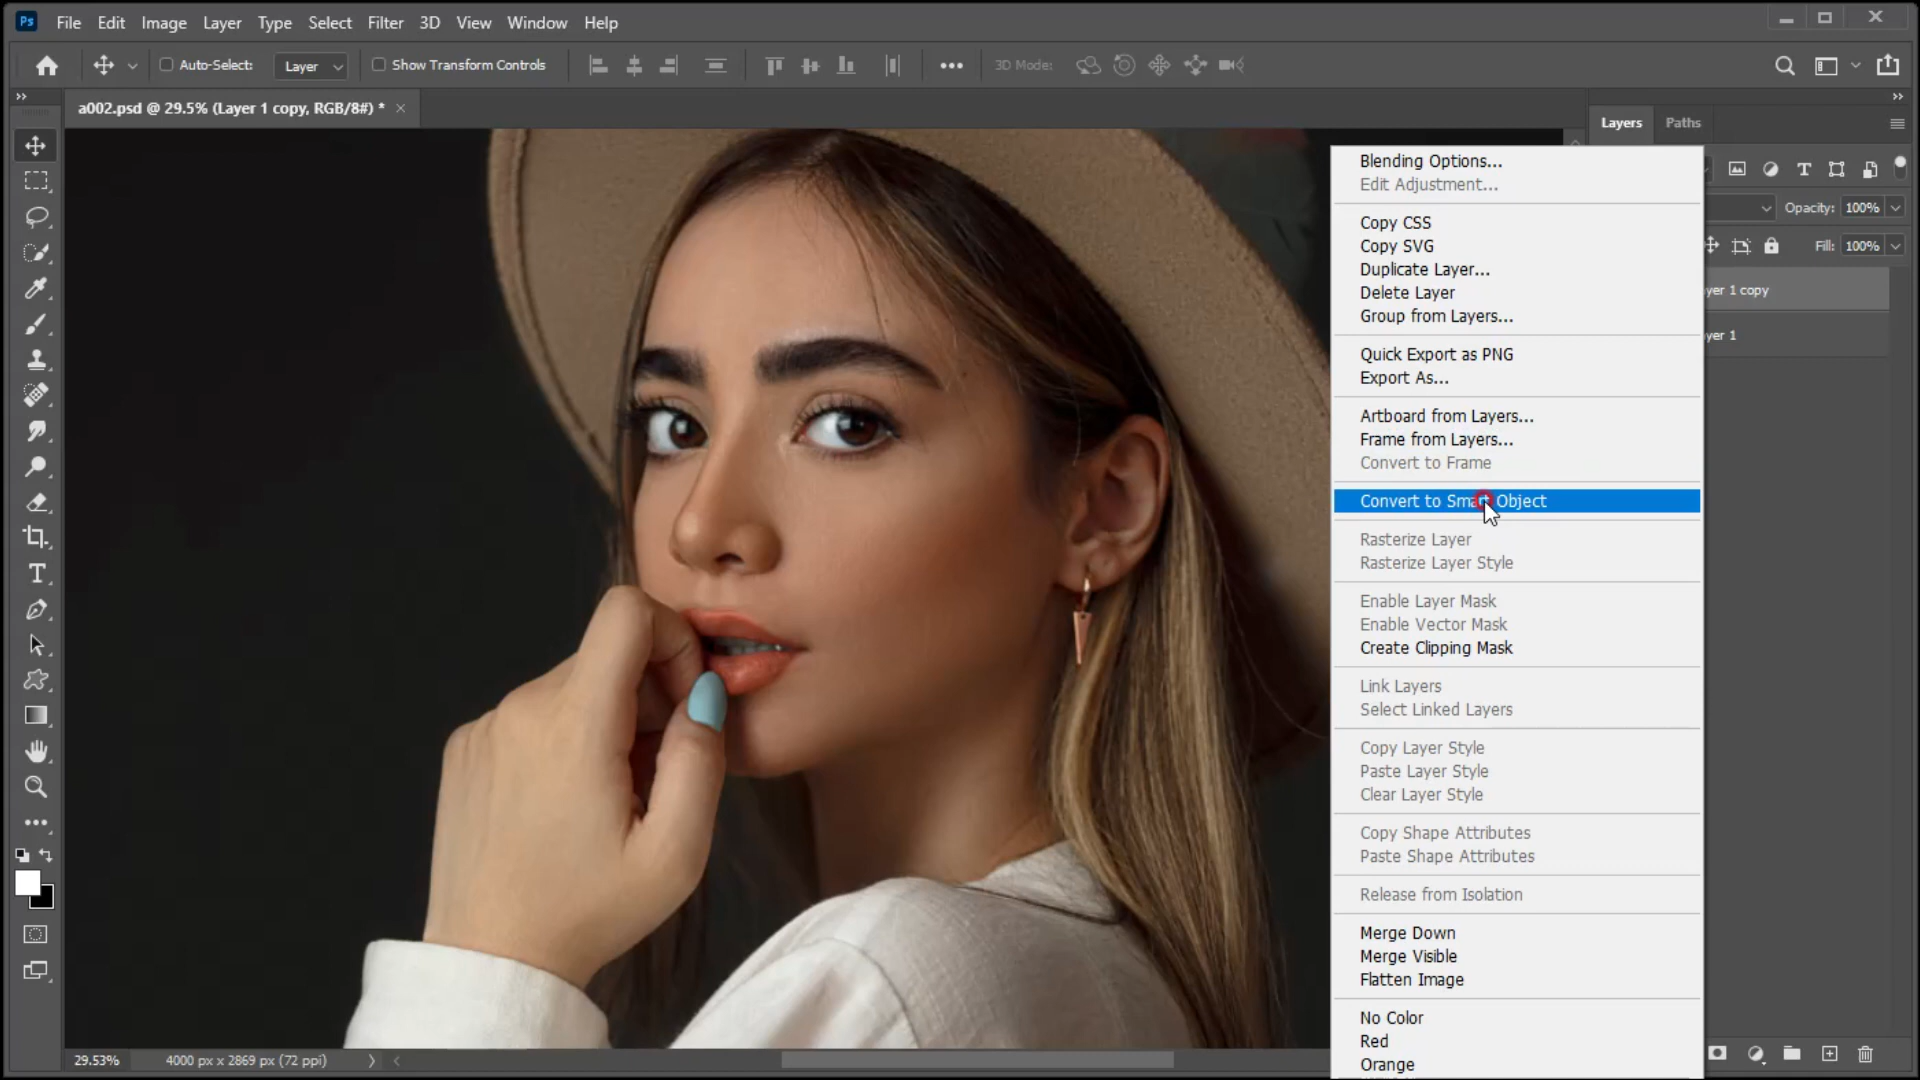 Ps File Edit Image Layer Type Select Filter 3D View Window Help
Auto-Select: Layer Show Transform Controls 3D Mode:
a002.psd @ 29.5% (Layer 1 copy, RGB/8#) *
Layers Paths
Opacity: 100%
Fill: 100%
yer 1 copy
yer 1
Blending Options...
Edit Adjustment...
Copy CSS
Copy SVG
Duplicate Layer...
Delete Layer
Group from Layers...
Quick Export as PNG
Export As...
Artboard from Layers...
Frame from Layers...
Convert to Frame
Convert to Smart Object
Rasterize Layer
Rasterize Layer Style
Enable Layer Mask
Enable Vector Mask
Create Clipping Mask
Link Layers
Select Linked Layers
Copy Layer Style
Paste Layer Style
Clear Layer Style
Copy Shape Attributes
Paste Shape Attributes
Release from Isolation
Merge Down
Merge Visible
Flatten Image
No Color
Red
Orange
29.53% 4000 px x 2869 px (72 ppi)